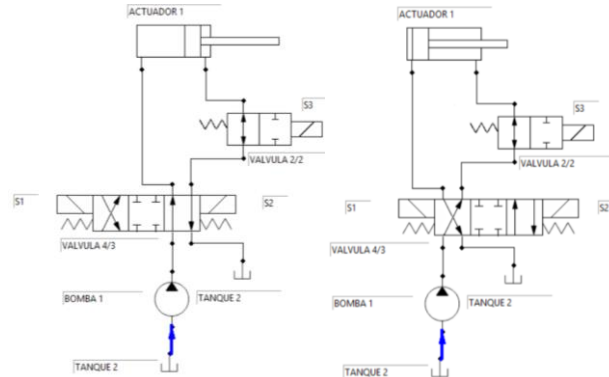 ACTUADOR 1
S3
VALVULA 2/2
S1
S2
VALVULA 4/3
BOMBA 1
TANQUE 2
TANQUE 2
ACTUADOR 1
S3
VALVULA 2/2
S1
S2
VALVULA 4/3
BOMBA 1
TANQUE 2
TANQUE 2